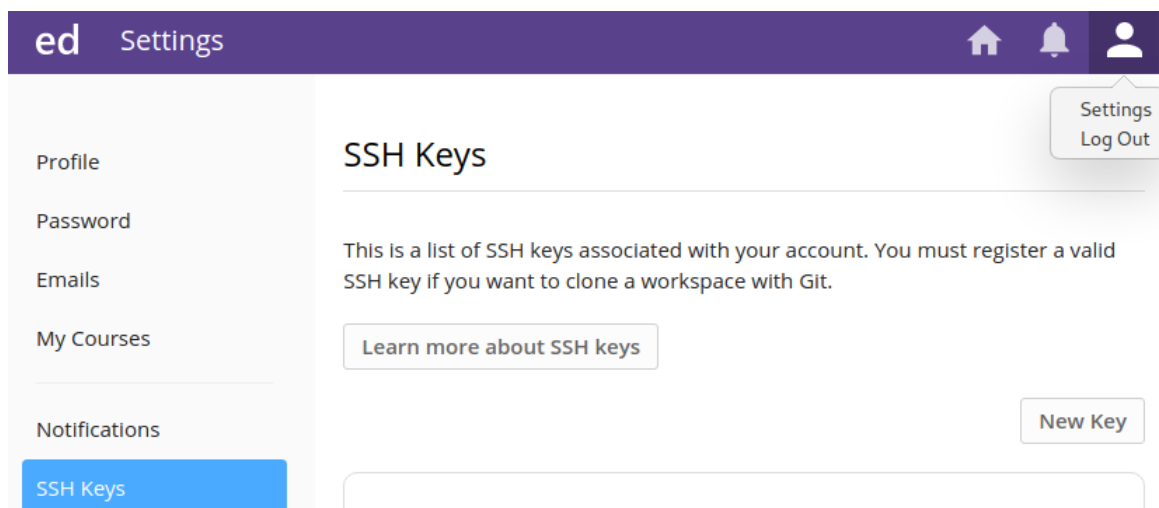 ed Settings
Settings
Log Out
Profile
Password
Emails
My Courses
Notifications
SSH Keys
SSH Keys
This is a list of SSH keys associated with your account. You must register a valid
SSH key if you want to clone a workspace with Git.
Learn more about SSH keys
New Key